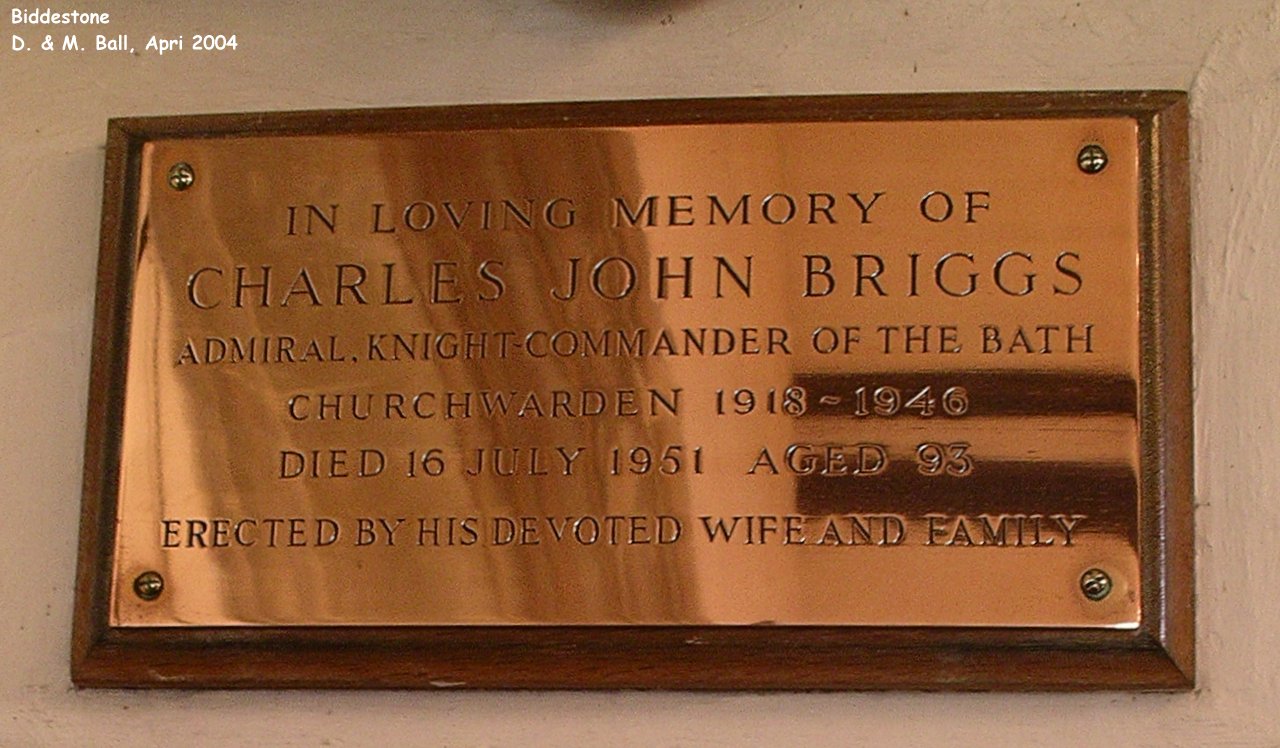 Biddestone
D. & M. Ball, Apri 2004
IN LOVING MEMORY OF
CHARLES JOHN BRIGGS
ADMIRAL, KNIGHT-COMMANDER OF THE BATH
CHURCHWARDEN 1918 ~ 1946
DIED 16 JULY 1951 AGED 93
ERECTED BY HIS DEVOTED WIFE AND FAMILY